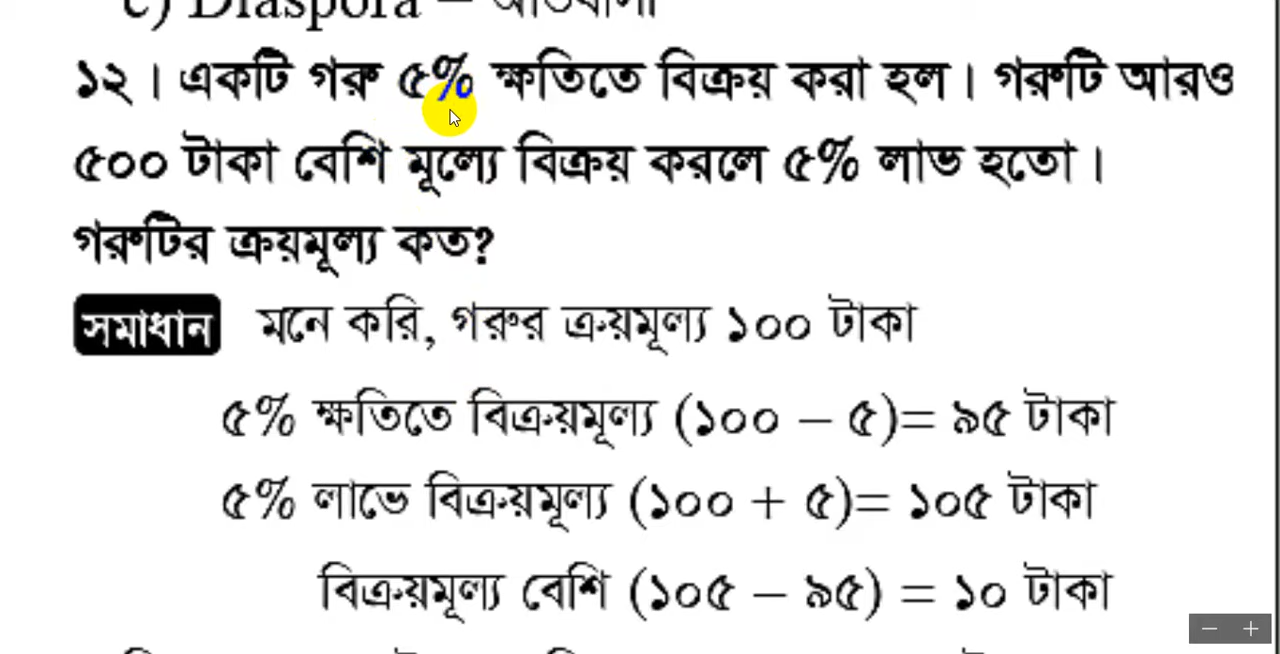 c) Diaspora – অভিবাসী
১২। একটি গরু ৫% ক্ষতিতে বিক্রয় করা হল। গরুটি আরও
৫০০ টাকা বেশি মূল্যে বিক্রয় করলে ৫% লাভ হতো।
গরুটির ক্রয়মূল্য কত?
সমাধান মনে করি, গরুর ক্রয়মূল্য ১০০ টাকা
৫% ক্ষতিতে বিক্রয়মূল্য (১০০ – ৫)= ৯৫ টাকা
৫% লাভে বিক্রয়মূল্য (১০০ + ৫)= ১০৫ টাকা
বিক্রয়মূল্য বেশি (১০৫ – ৯৫) = ১০ টাকা